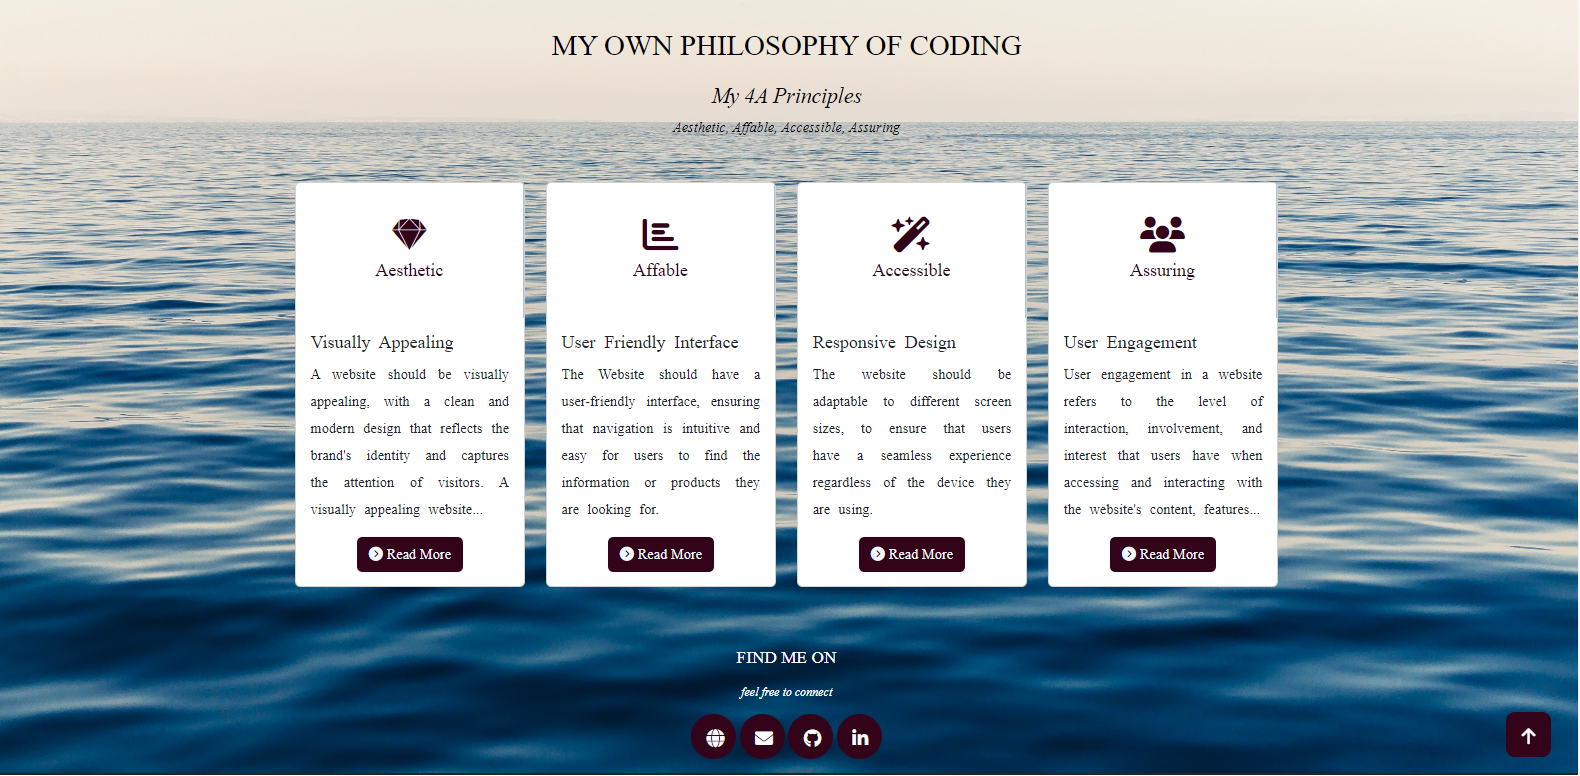 MY OWN PHILOSOPHY OF CODING
My 4A Principles
Aesthetic, Affable, Accessible, Assuring
Aesthetic
Visually Appealing
A website should be visually
appealing, with a clean and
modern design that reflects the
brand's identity and captures
the attention of visitors. A
visually appealing website...
Read More
Affable
User Friendly Interface
The Website should have a
user-friendly interface, ensuring
that navigation is intuitive and
easy for users to find the
information or products they
are looking for.
Read More
Accessible
Responsive Design
The website should be
adaptable to different screen
sizes, to ensure that users
have a seamless experience
regardless of the device they
are using.
Read More
Assuring
User Engagement
User engagement in a website
refers to the level of
interaction, involvement, and
interest that users have when
accessing and interacting with
the website's content, features...
Read More
FIND ME ON
feel free to connect
in